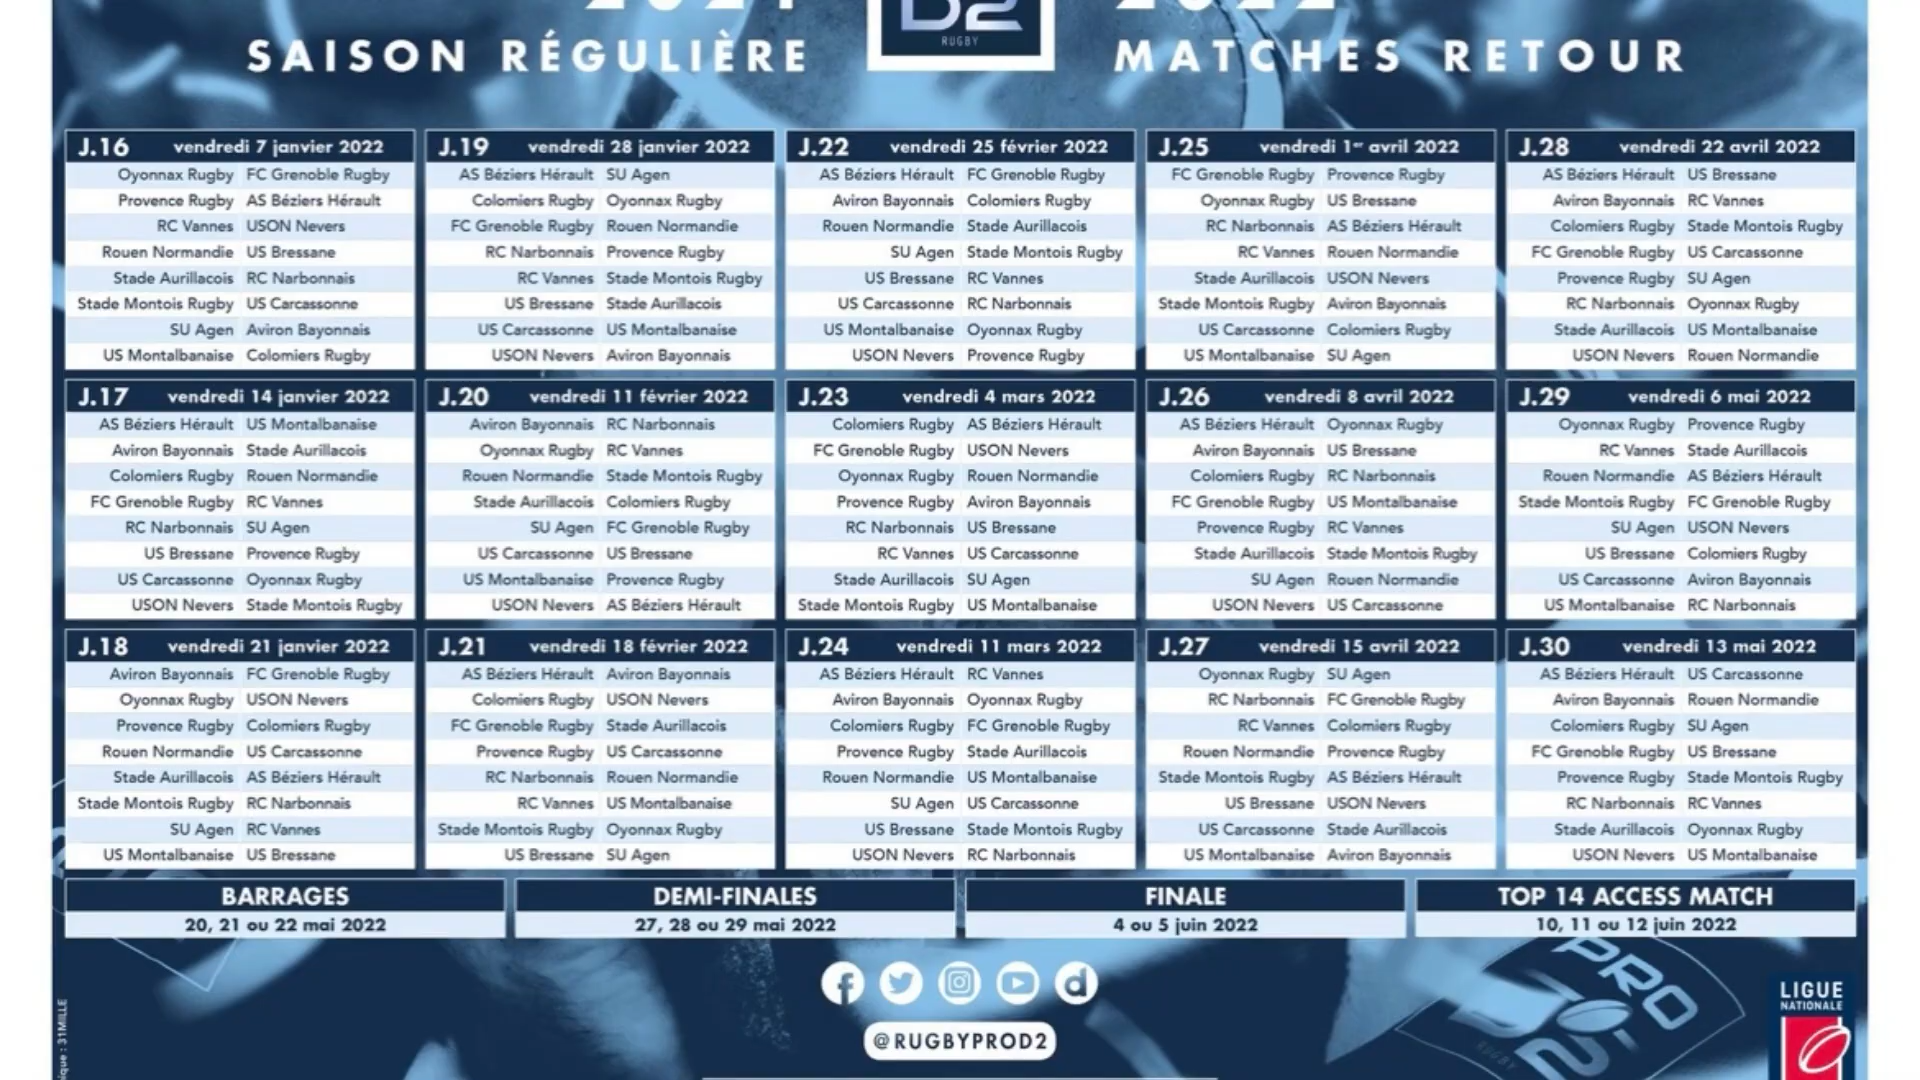 D2
RUGBY
SAISON RÉGULIÈRE
MATCHES RETOUR
J.16 vendredi 7 janvier 2022
Oyonnax Rugby FC Grenoble Rugby
Provence Rugby AS Béziers Hérault
RC Vannes USON Nevers
Rouen Normandie US Bressane
Stade Aurillacois RC Narbonnais
Stade Montois Rugby US Carcassonne
SU Agen Aviron Bayonnais
US Montalbanaise Colomiers Rugby
J.19 vendredi 28 janvier 2022
AS Béziers Hérault SU Agen
Colomiers Rugby Oyonnax Rugby
FC Grenoble Rugby Rouen Normandie
RC Narbonnais Provence Rugby
RC Vannes Stade Montois Rugby
US Bressane Stade Aurillacois
US Carcassonne US Montalbanaise
USON Nevers Aviron Bayonnais
J.22 vendredi 25 février 2022
AS Béziers Hérault FC Grenoble Rugby
Aviron Bayonnais Colomiers Rugby
Rouen Normandie Stade Aurillacois
SU Agen Stade Montois Rugby
US Bressane RC Vannes
US Carcassonne RC Narbonnais
US Montalbanaise Oyonnax Rugby
USON Nevers Provence Rugby
J.25 vendredi 1er avril 2022
FC Grenoble Rugby Provence Rugby
Oyonnax Rugby US Bressane
RC Narbonnais AS Béziers Hérault
RC Vannes Rouen Normandie
Stade Aurillacois USON Nevers
Stade Montois Rugby Aviron Bayonnais
US Carcassonne Colomiers Rugby
US Montalbanaise SU Agen
J.28 vendredi 22 avril 2022
AS Béziers Hérault US Bressane
Aviron Bayonnais RC Vannes
Colomiers Rugby Stade Montois Rugby
FC Grenoble Rugby US Carcassonne
Provence Rugby SU Agen
RC Narbonnais Oyonnax Rugby
Stade Aurillacois US Montalbanaise
USON Nevers Rouen Normandie
J.17 vendredi 14 janvier 2022
AS Béziers Hérault US Montalbanaise
Aviron Bayonnais Stade Aurillacois
Colomiers Rugby Rouen Normandie
FC Grenoble Rugby RC Vannes
RC Narbonnais SU Agen
US Bressane Provence Rugby
US Carcassonne Oyonnax Rugby
USON Nevers Stade Montois Rugby
J.20 vendredi 11 février 2022
Aviron Bayonnais RC Narbonnais
Oyonnax Rugby RC Vannes
Rouen Normandie Stade Montois Rugby
Stade Aurillacois Colomiers Rugby
SU Agen FC Grenoble Rugby
US Carcassonne US Bressane
US Montalbanaise Provence Rugby
USON Nevers AS Béziers Hérault
J.23 vendredi 4 mars 2022
Colomiers Rugby AS Béziers Hérault
FC Grenoble Rugby USON Nevers
Oyonnax Rugby Rouen Normandie
Provence Rugby Aviron Bayonnais
RC Narbonnais US Bressane
RC Vannes US Carcassonne
Stade Aurillacois SU Agen
Stade Montois Rugby US Montalbanaise
J.26 vendredi 8 avril 2022
AS Béziers Hérault Oyonnax Rugby
Aviron Bayonnais US Bressane
Colomiers Rugby RC Narbonnais
FC Grenoble Rugby US Montalbanaise
Provence Rugby RC Vannes
Stade Aurillacois Stade Montois Rugby
SU Agen Rouen Normandie
USON Nevers US Carcassonne
J.29 vendredi 6 mai 2022
Oyonnax Rugby Provence Rugby
RC Vannes Stade Aurillacois
Rouen Normandie AS Béziers Hérault
Stade Montois Rugby FC Grenoble Rugby
SU Agen USON Nevers
US Bressane Colomiers Rugby
US Carcassonne Aviron Bayonnais
US Montalbanaise RC Narbonnais
J.18 vendredi 21 janvier 2022
Aviron Bayonnais FC Grenoble Rugby
Oyonnax Rugby USON Nevers
Provence Rugby Colomiers Rugby
Rouen Normandie US Carcassonne
Stade Aurillacois AS Béziers Hérault
Stade Montois Rugby RC Narbonnais
SU Agen RC Vannes
US Montalbanaise US Bressane
J.21 vendredi 18 février 2022
AS Béziers Hérault Aviron Bayonnais
Colomiers Rugby USON Nevers
FC Grenoble Rugby Stade Aurillacois
Provence Rugby US Carcassonne
RC Narbonnais Rouen Normandie
RC Vannes US Montalbanaise
Stade Montois Rugby Oyonnax Rugby
US Bressane SU Agen
J.24 vendredi 11 mars 2022
AS Béziers Hérault RC Vannes
Aviron Bayonnais Oyonnax Rugby
Colomiers Rugby FC Grenoble Rugby
Provence Rugby Stade Aurillacois
Rouen Normandie US Montalbanaise
SU Agen US Carcassonne
US Bressane Stade Montois Rugby
USON Nevers RC Narbonnais
J.27 vendredi 15 avril 2022
Oyonnax Rugby SU Agen
RC Narbonnais FC Grenoble Rugby
RC Vannes Colomiers Rugby
Rouen Normandie Provence Rugby
Stade Montois Rugby AS Béziers Hérault
US Bressane USON Nevers
US Carcassonne Stade Aurillacois
US Montalbanaise Aviron Bayonnais
J.30 vendredi 13 mai 2022
AS Béziers Hérault US Carcassonne
Aviron Bayonnais Rouen Normandie
Colomiers Rugby SU Agen
FC Grenoble Rugby US Bressane
Provence Rugby Stade Montois Rugby
RC Narbonnais RC Vannes
Stade Aurillacois Oyonnax Rugby
USON Nevers US Montalbanaise
BARRAGES
20, 21 ou 22 mai 2022
DEMI-FINALES
27, 28 ou 29 mai 2022
FINALE
4 ou 5 juin 2022
TOP 14 ACCESS MATCH
10, 11 ou 12 juin 2022
@RUGBYPROD2
PRO
D2
RUGBY
LIGUE
NATIONALE
: 31MILLE